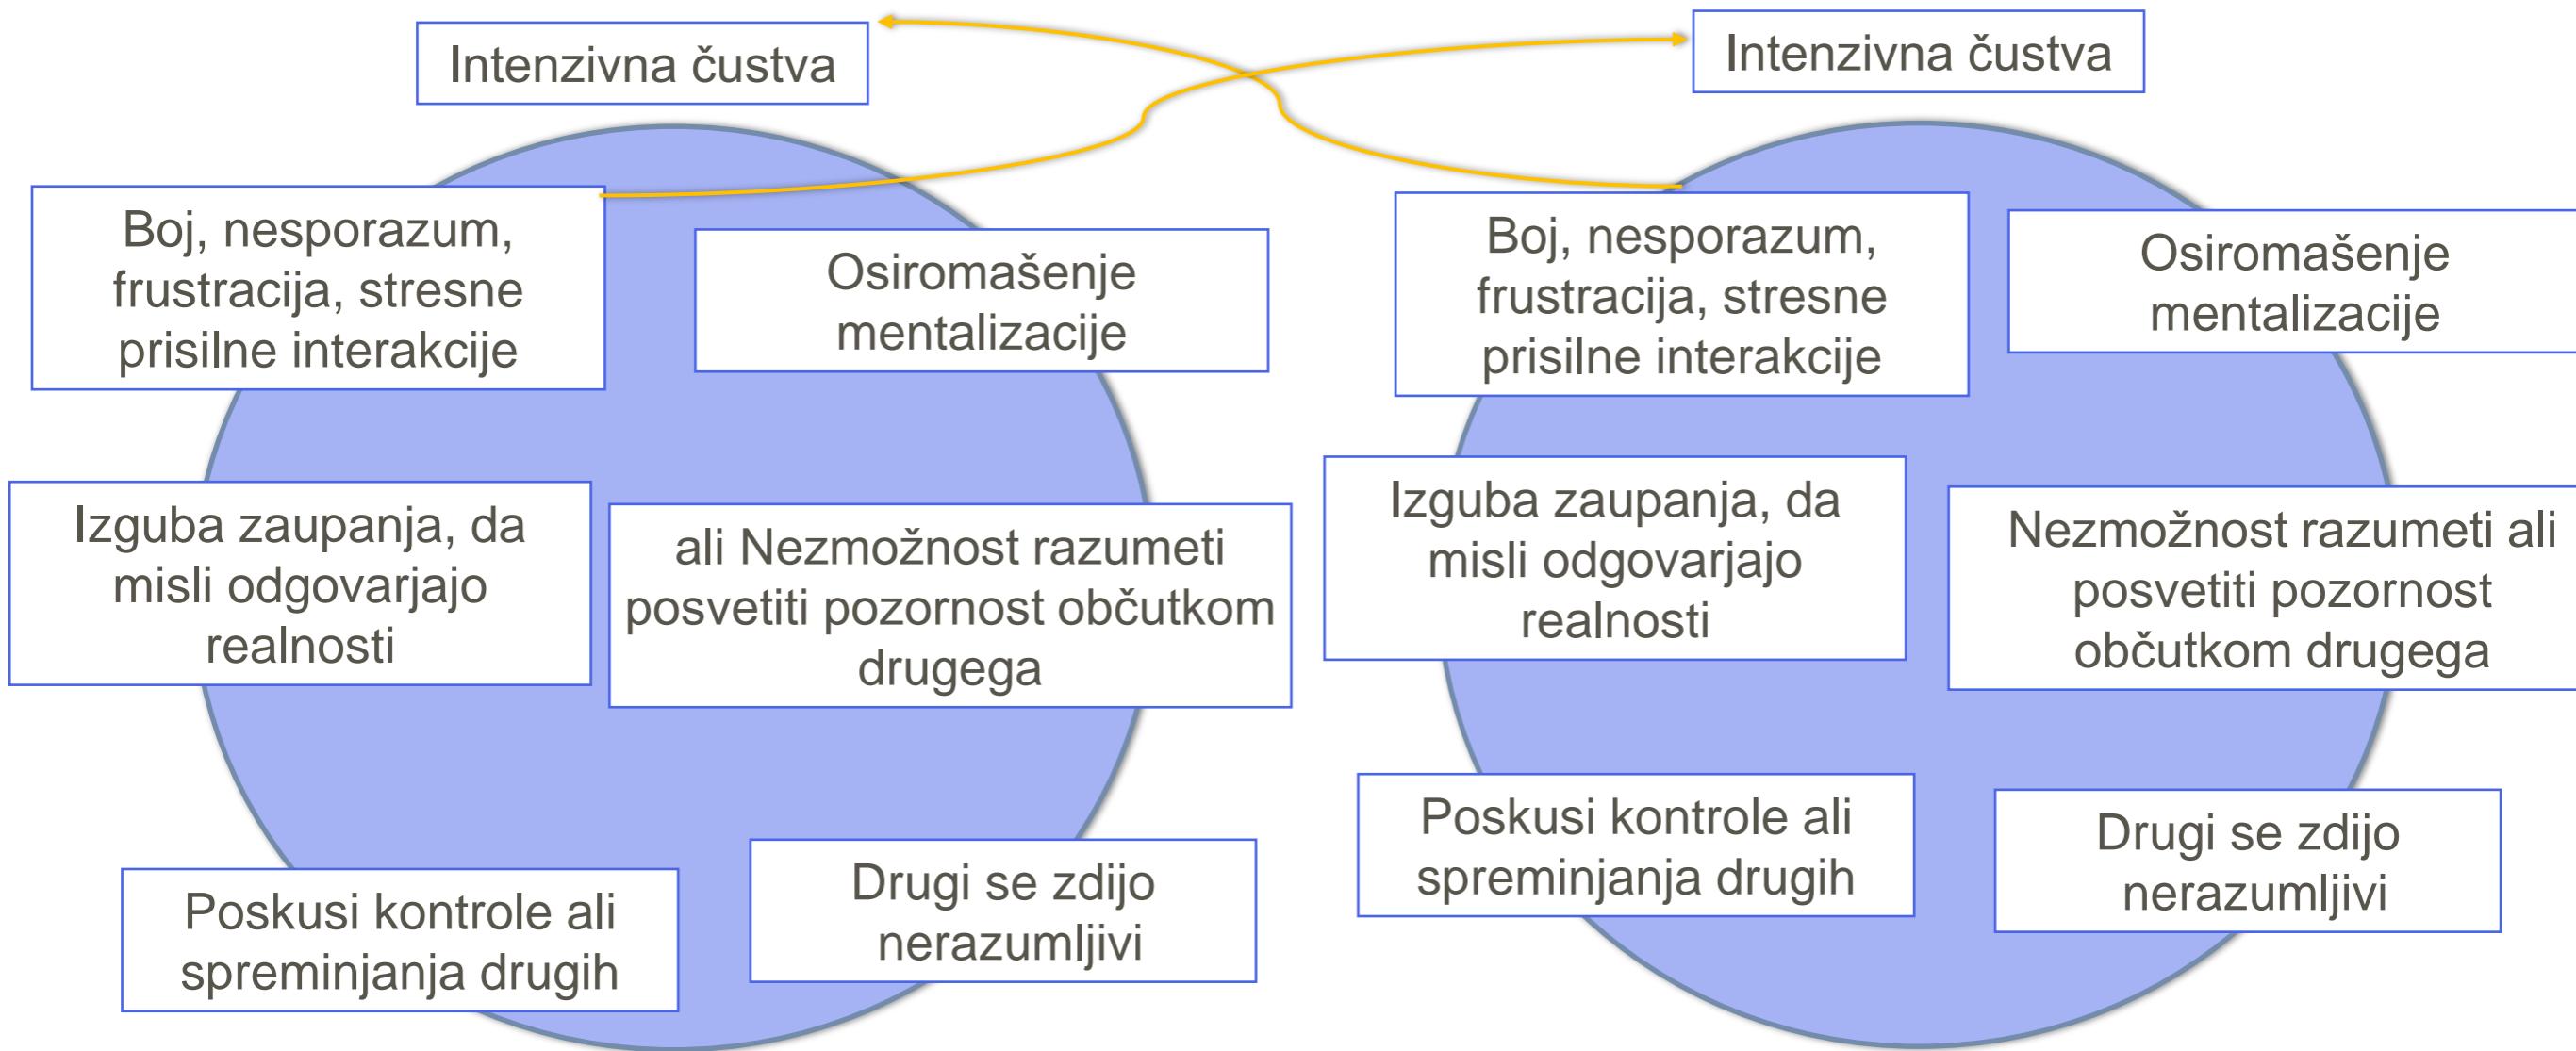 Intenzivna čustva
Boj, nesporazum,
frustracija, stresne
prisilne interakcije
Osiromašenje
mentalizacije
Izguba zaupanja, da
misli odgovarjajo
realnosti
ali Nezmožnost razumeti
posvetiti pozornost občutkom
drugega
Poskusi kontrole ali
spreminjanja drugih
Drugi se zdijo
nerazumljivi
Intenzivna čustva
Boj, nesporazum,
frustracija, stresne
prisilne interakcije
Osiromašenje
mentalizacije
Izguba zaupanja, da
misli odgovarjajo
realnosti
Nezmožnost razumeti ali
posvetiti pozornost
občutkom drugega
Poskusi kontrole ali
spreminjanja drugih
Drugi se zdijo
nerazumljivi